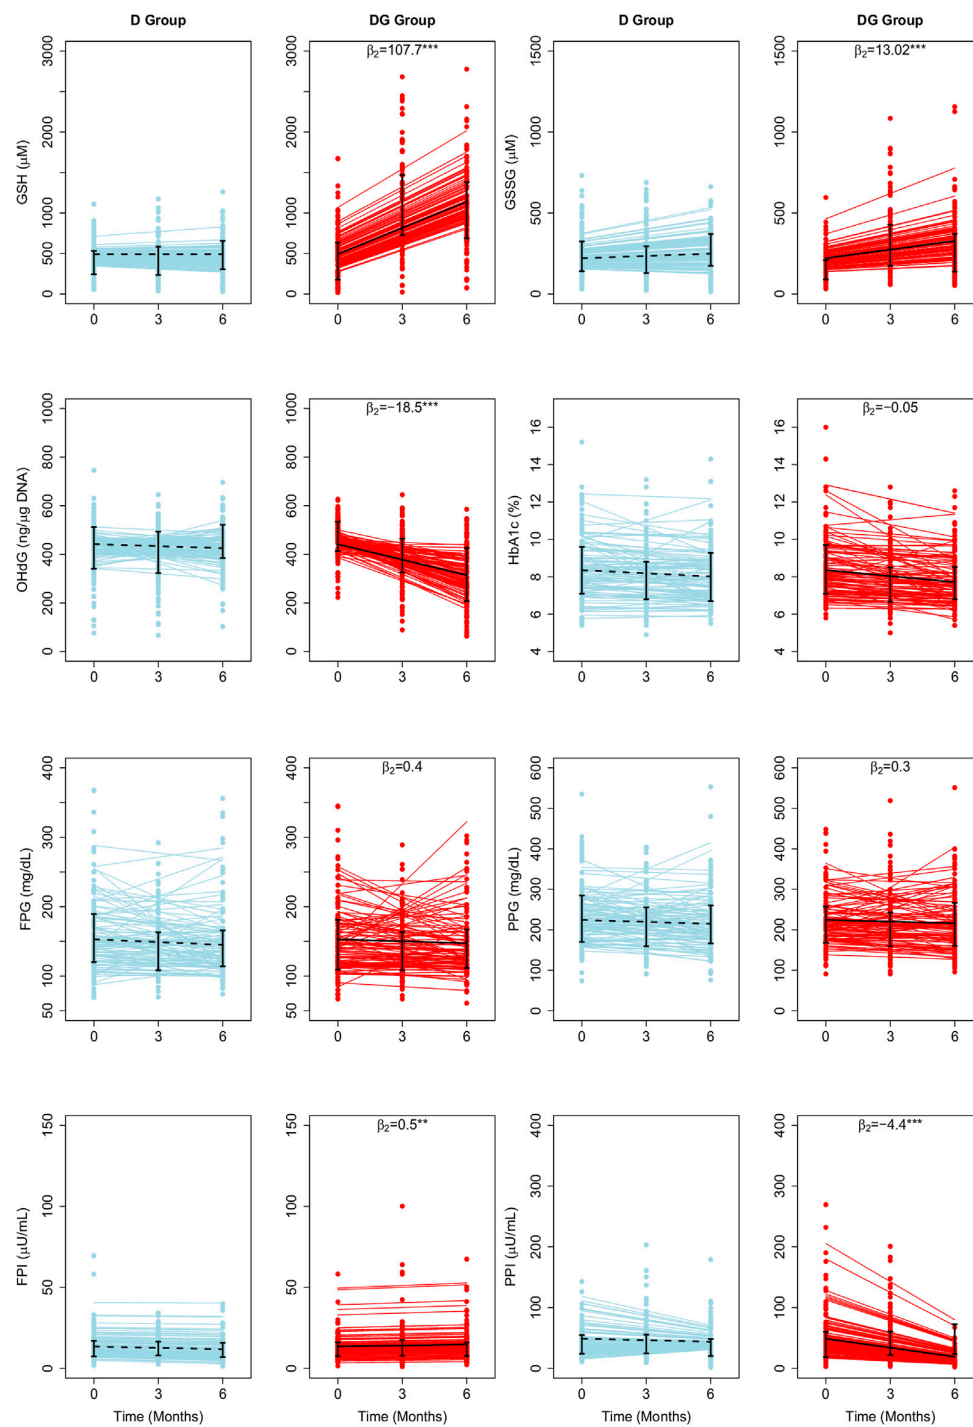 D Group DG Group D Group DG Group
GSH (μM)
0 500 1000 2000 3000
0 3 6
β₂=107.7***
0 500 1000 2000 3000
0 3 6
GSSG (μM)
0 500 1000 1500
0 3 6
β₂=13.02***
0 500 1000 1500
0 3 6
OHdG (ng/μg DNA)
0 200 400 600 800 1000
0 3 6
β₂=−18.5***
0 200 400 600 800 1000
0 3 6
HbA1c (%)
4 6 8 10 12 14 16
0 3 6
β₂=−0.05
4 6 8 10 12 14 16
0 3 6
FPG (mg/dL)
50 100 150 200 300 400
0 3 6
β₂=0.4
50 100 150 200 300 400
0 3 6
PPG (mg/dL)
0 100 200 300 400 500 600
0 3 6
β₂=0.3
0 100 200 300 400 500 600
0 3 6
FPI (μU/mL)
0 50 100 150
0 3 6
Time (Months)
β₂=0.5**
0 50 100 150
0 3 6
Time (Months)
PPI (μU/mL)
0 100 200 300 400
0 3 6
Time (Months)
β₂=−4.4***
0 100 200 300 400
0 3 6
Time (Months)